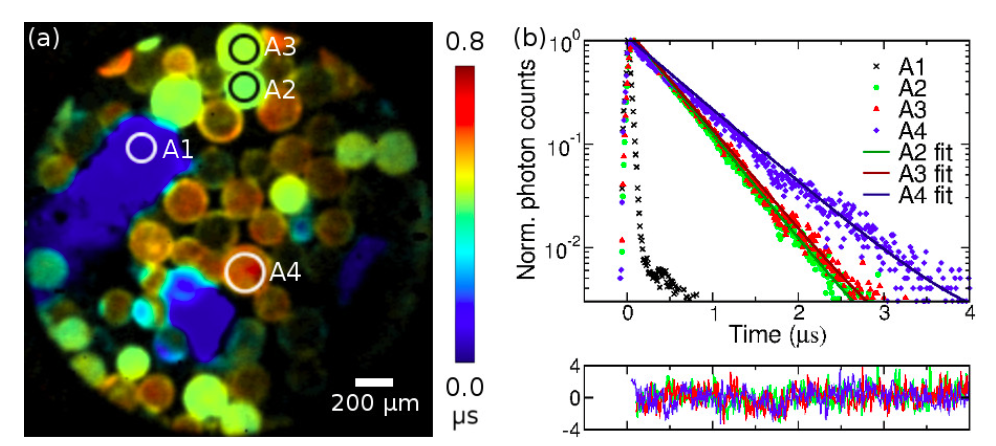 (a)
A3
A2
A1
A4
200 μm
0.8
0.0
μs
(b)
Norm. photon counts
10⁰
10⁻¹
10⁻²
A1
A2
A3
A4
A2 fit
A3 fit
A4 fit
0 1 2 3 4
Time (μs)
4
0
-4